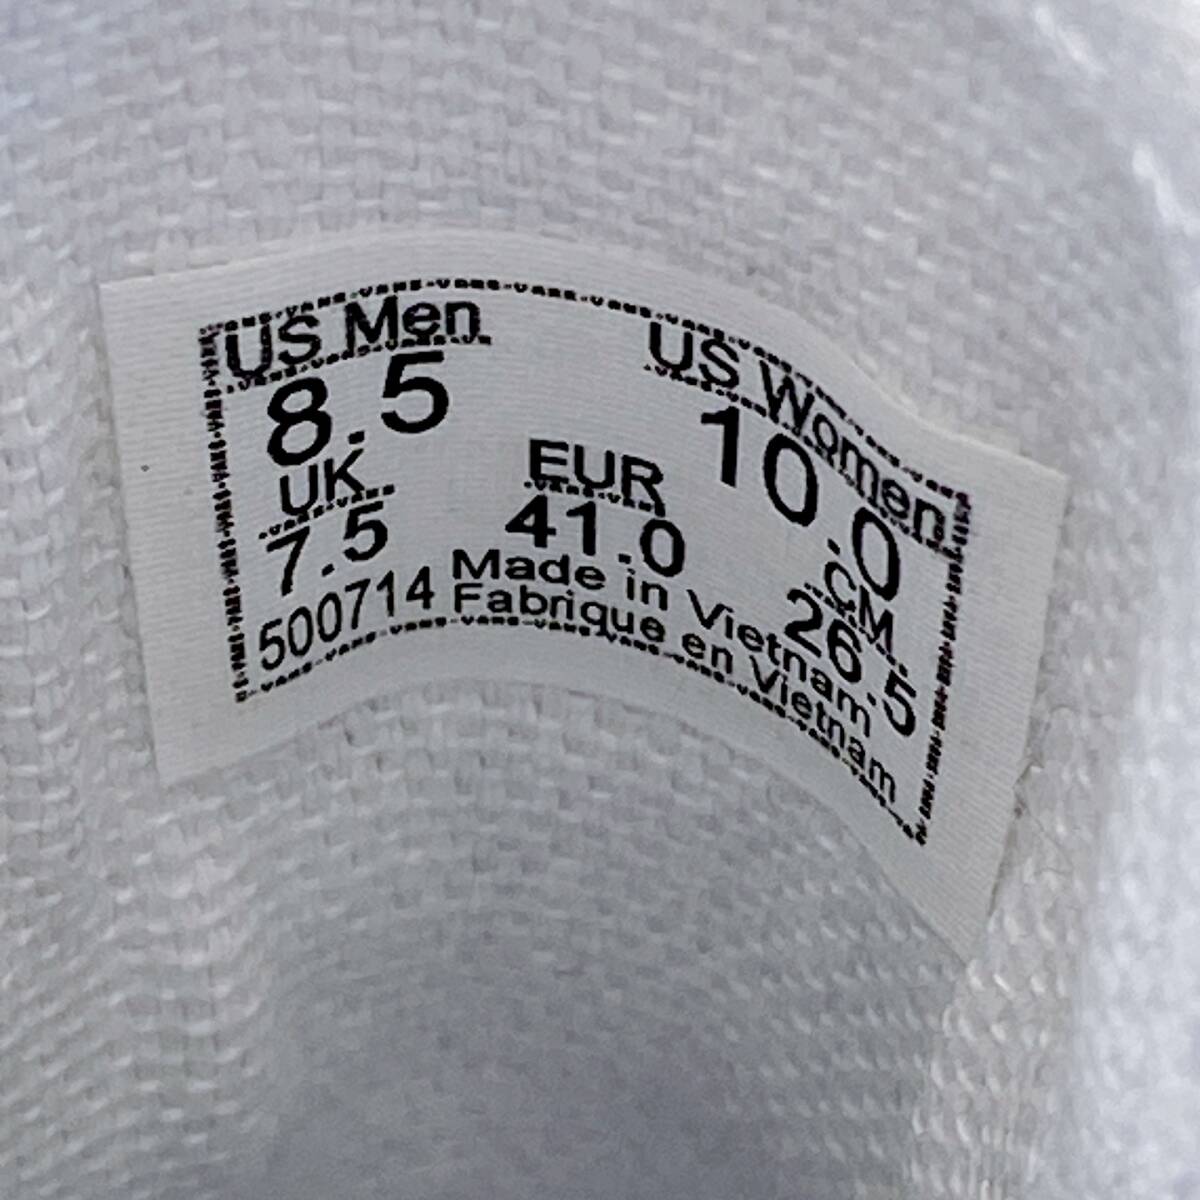 US Men US Women
8.5 10.0
UK EUR CM
7.5 41.0 26.5
500714 Made in Vietnam
Fabrique en Vietnam